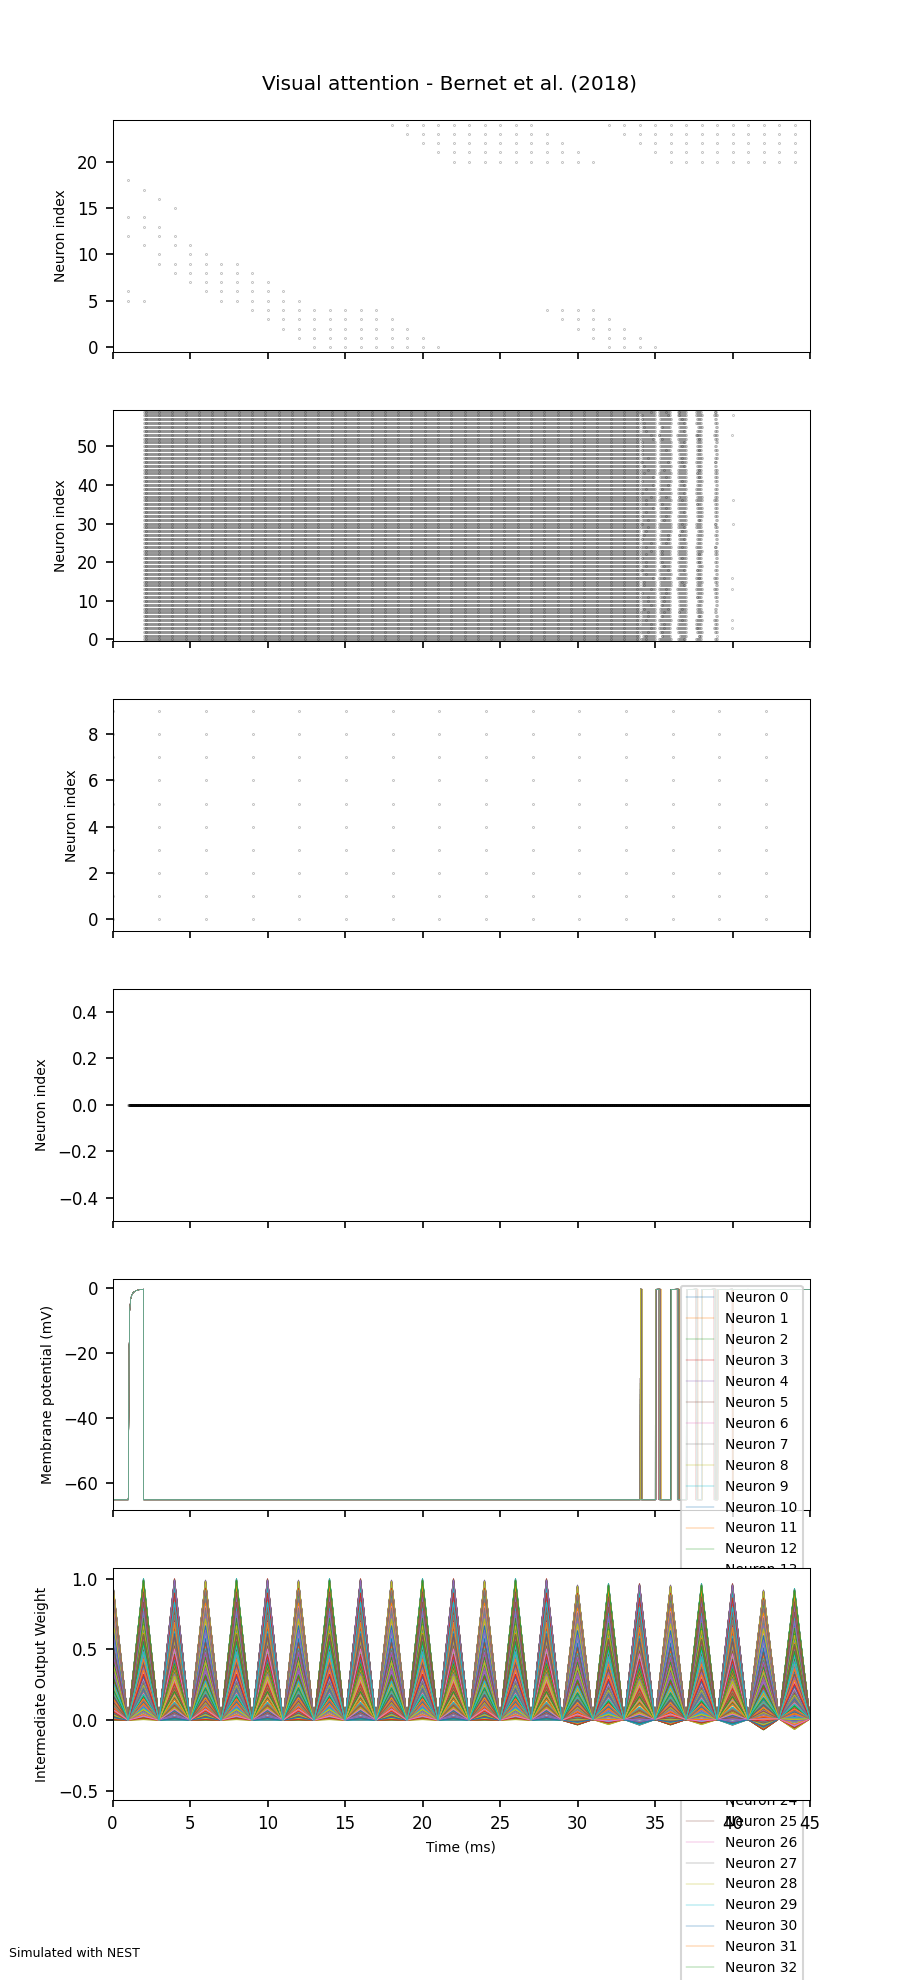 Visual attention - Bernet et al. (2018)
Neuron index
20
15
10
5
0
Neuron index
50
40
30
20
10
0
Neuron index
8
6
4
2
0
Neuron index
0.4
0.2
0.0
−0.2
−0.4
Membrane potential (mV)
0
−20
−40
−60
Neuron 0
Neuron 1
Neuron 2
Neuron 3
Neuron 4
Neuron 5
Neuron 6
Neuron 7
Neuron 8
Neuron 9
Neuron 10
Neuron 11
Neuron 12
Neuron 13
Intermediate Output Weight
1.0
0.5
0.0
−0.5
Neuron 24
0 5 10 15 20 25 30 35 40 45
Time (ms)
Neuron 25
Neuron 26
Neuron 27
Neuron 28
Neuron 29
Neuron 30
Neuron 31
Neuron 32
Simulated with NEST